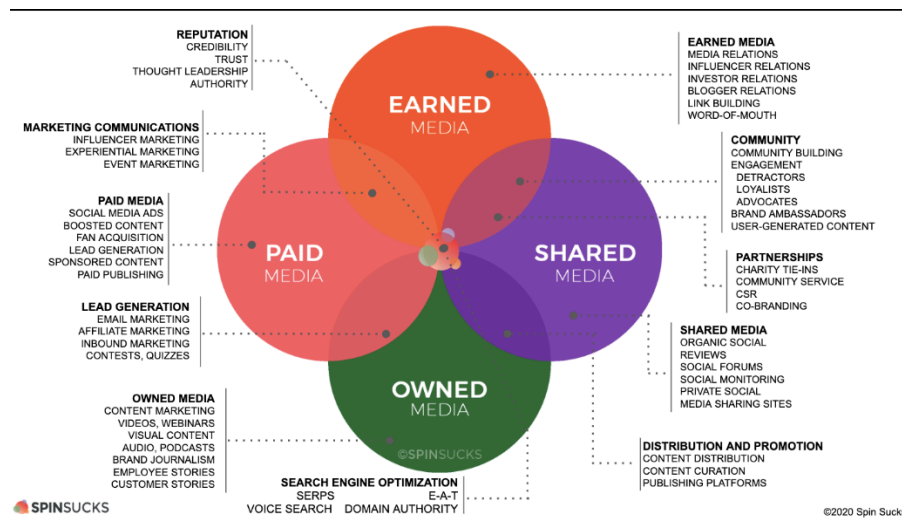 REPUTATION
CREDIBILITY
TRUST
THOUGHT LEADERSHIP
AUTHORITY
MARKETING COMMUNICATIONS
INFLUENCER MARKETING
EXPERIENTIAL MARKETING
EVENT MARKETING
PAID MEDIA
SOCIAL MEDIA ADS
BOOSTED CONTENT
FAN ACQUISITION
LEAD GENERATION
SPONSORED CONTENT
PAID PUBLISHING
LEAD GENERATION
EMAIL MARKETING
AFFILIATE MARKETING
INBOUND MARKETING
CONTESTS, QUIZZES
OWNED MEDIA
CONTENT MARKETING
VIDEOS, WEBINARS
VISUAL CONTENT
AUDIO, PODCASTS
BRAND JOURNALISM
EMPLOYEE STORIES
CUSTOMER STORIES
EARNED
MEDIA
PAID
MEDIA
SHARED
MEDIA
OWNED
MEDIA
©SPINSUCKS
SEARCH ENGINE OPTIMIZATION
SERPS E-A-T
VOICE SEARCH DOMAIN AUTHORITY
EARNED MEDIA
MEDIA RELATIONS
INFLUENCER RELATIONS
INVESTOR RELATIONS
BLOGGER RELATIONS
LINK BUILDING
WORD-OF-MOUTH
COMMUNITY
COMMUNITY BUILDING
ENGAGEMENT
DETRACTORS
LOYALISTS
ADVOCATES
BRAND AMBASSADORS
USER-GENERATED CONTENT
PARTNERSHIPS
CHARITY TIE-INS
COMMUNITY SERVICE
CSR
CO-BRANDING
SHARED MEDIA
ORGANIC SOCIAL
REVIEWS
SOCIAL FORUMS
SOCIAL MONITORING
PRIVATE SOCIAL
MEDIA SHARING SITES
DISTRIBUTION AND PROMOTION
CONTENT DISTRIBUTION
CONTENT CURATION
PUBLISHING PLATFORMS
SPINSUCKS
©2020 Spin Sucks